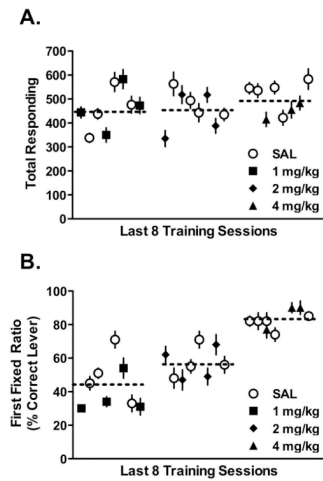 A.
700
600
500
400
300
200
100
0
Total Responding
SAL
1 mg/kg
2 mg/kg
4 mg/kg
Last 8 Training Sessions
B.
100
80
60
40
20
0
First Fixed Ratio
(% Correct Lever)
SAL
1 mg/kg
2 mg/kg
4 mg/kg
Last 8 Training Sessions